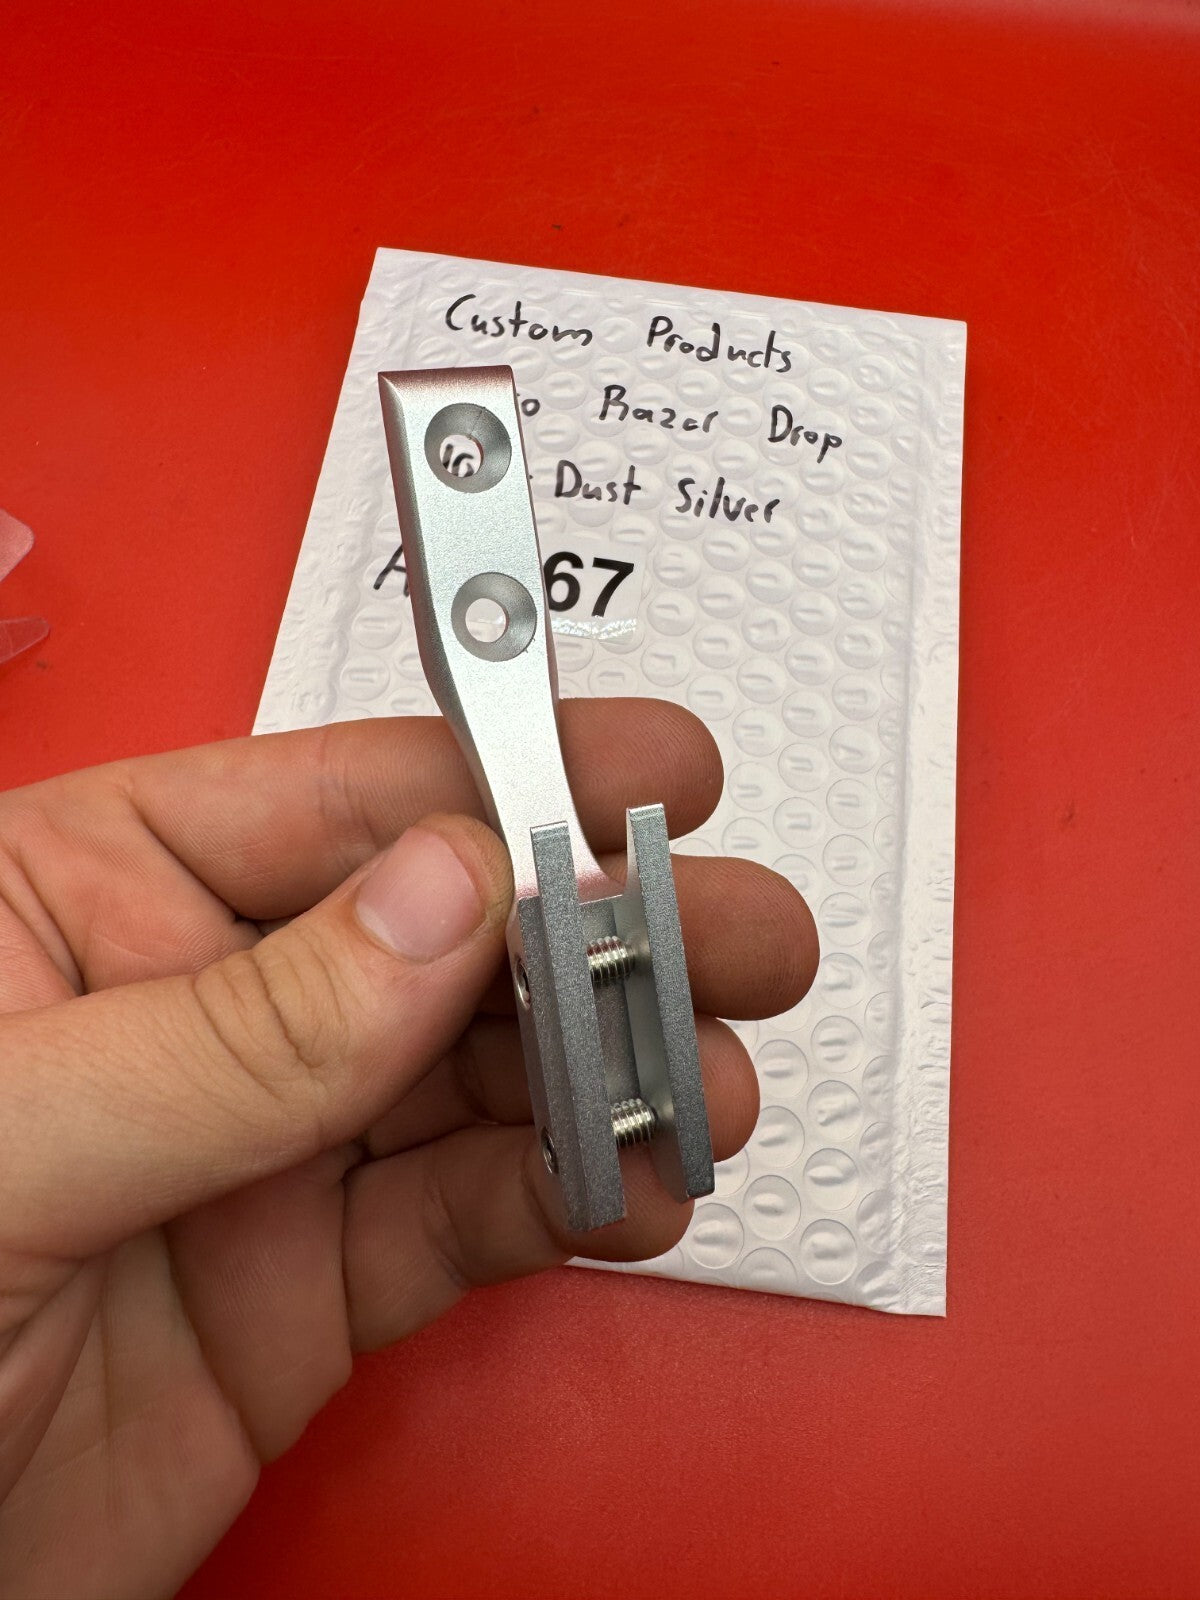 Custom Products
Razor Drop
Dust Silver
67